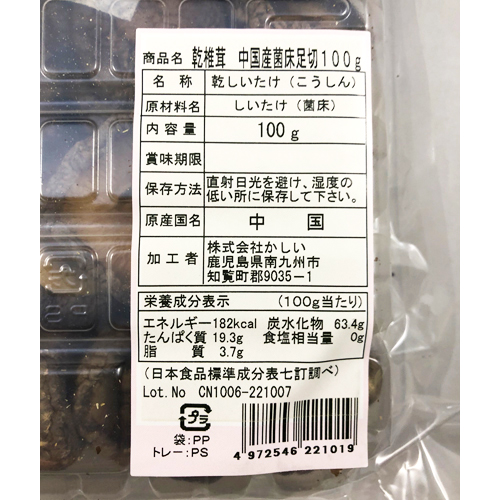 商品名 乾椎茸 中国産菌床足切100g
名称 乾しいたけ（こうしん）
原材料名 しいたけ（菌床）
内容量 100g
賞味期限
保存方法 直射日光を避け、湿度の
低い所に保存して下さい。
原産国名 中国
加工者 株式会社かしい
鹿児島県南九州市
知覧町郡9035-1
栄養成分表示 （100g当たり）
エネルギー182kcal 炭水化物 63.4g
たんぱく質 19.3g 食塩相当量 0g
脂質 3.7g
（日本食品標準成分表七訂調べ）
Lot.No CN1006-221007
プラ
袋:PP
トレー:PS
4 972546 221019